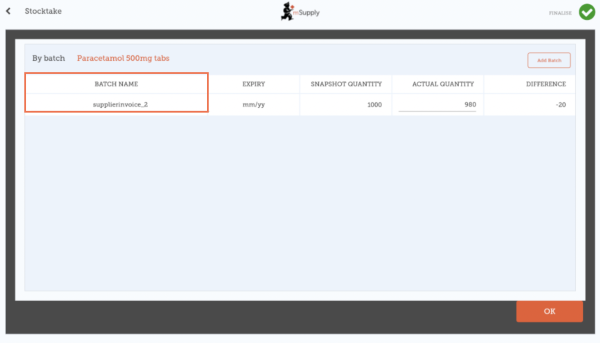 Stocktake
mSupply
FINALISE
By batch Paracetamol 500mg tabs
Add Batch
BATCH NAME EXPIRY SNAPSHOT QUANTITY ACTUAL QUANTITY DIFFERENCE
supplierinvoice_2 mm/yy 1000 980 -20
OK